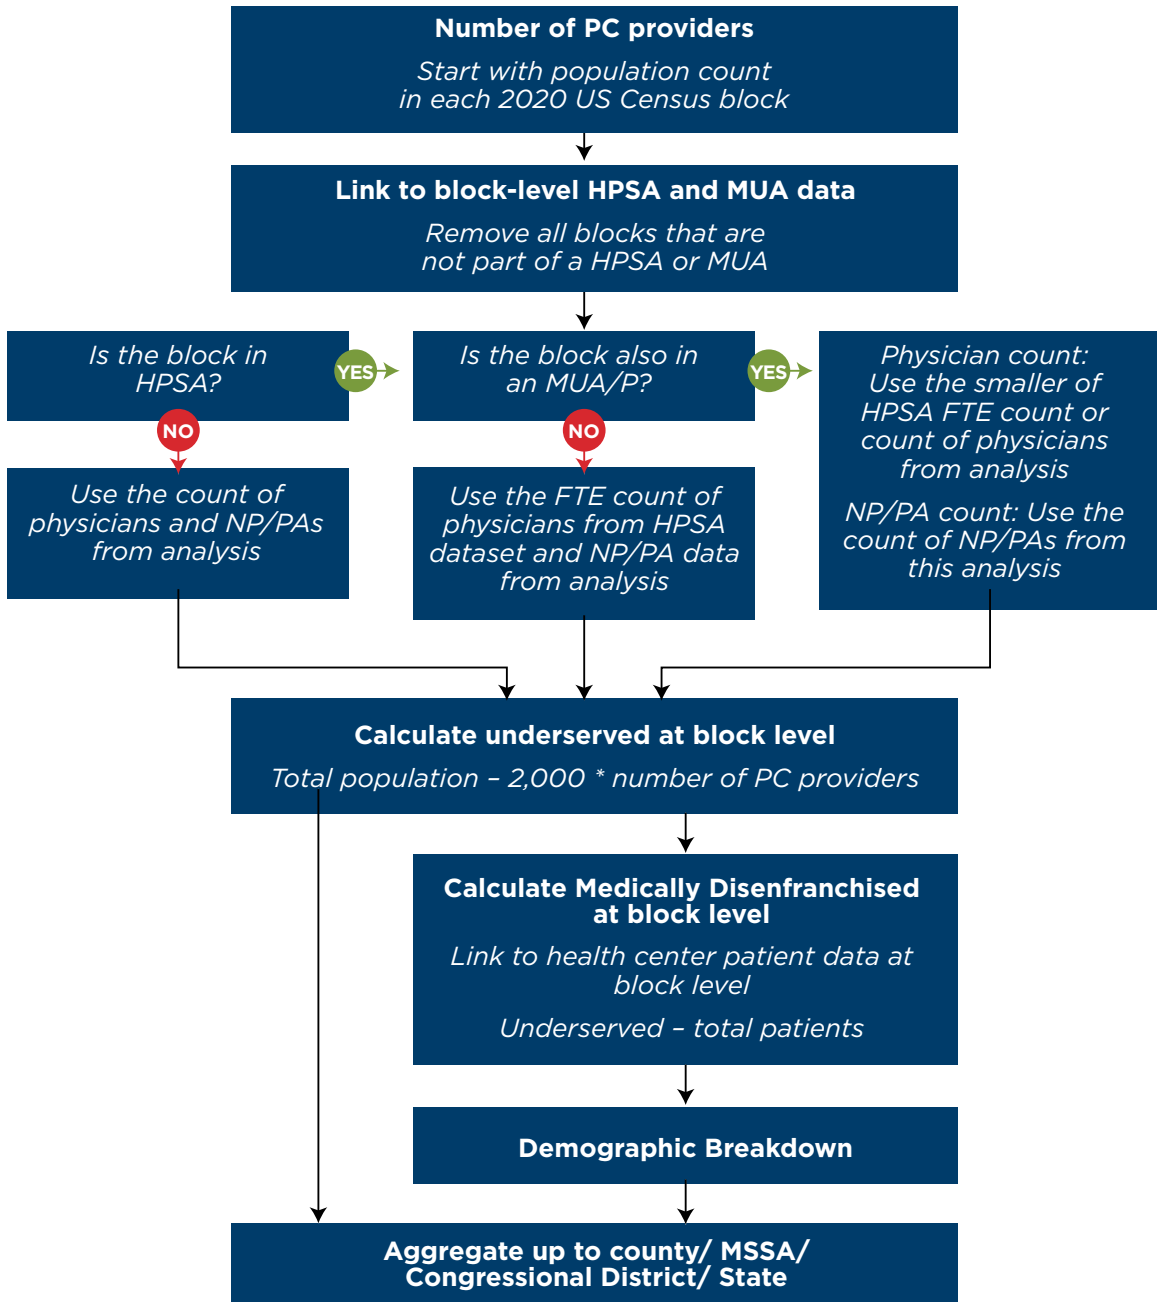 Number of PC providers
Start with population count
in each 2020 US Census block
Link to block-level HPSA and MUA data
Remove all blocks that are
not part of a HPSA or MUA
Is the block in
HPSA?
YES
NO
Is the block also in
an MUA/P?
YES
NO
Physician count:
Use the smaller of
HPSA FTE count or
count of physicians
from analysis
NP/PA count: Use the
count of NP/PAs from
this analysis
Use the count of
physicians and NP/PAs
from analysis
Use the FTE count of
physicians from HPSA
dataset and NP/PA data
from analysis
Calculate underserved at block level
Total population – 2,000 * number of PC providers
Calculate Medically Disenfranchised
at block level
Link to health center patient data at
block level
Underserved – total patients
Demographic Breakdown
Aggregate up to county/ MSSA/
Congressional District/ State